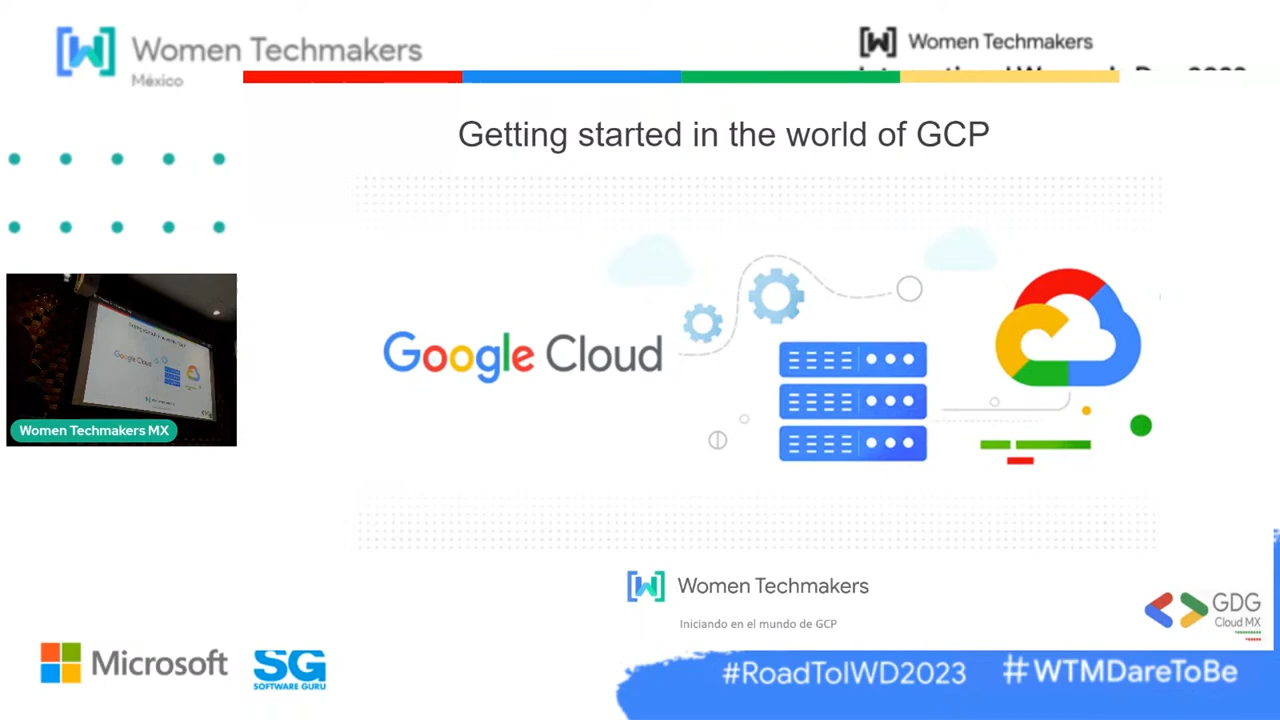 Women Techmakers
México
Women Techmakers
Getting started in the world of GCP
Google Cloud
Women Techmakers MX
Women Techmakers
Iniciando en el mundo de GCP
GDG
Cloud MX
Microsoft
SG
SOFTWARE GURU
#RoadToIWD2023
#WTMDareToBe